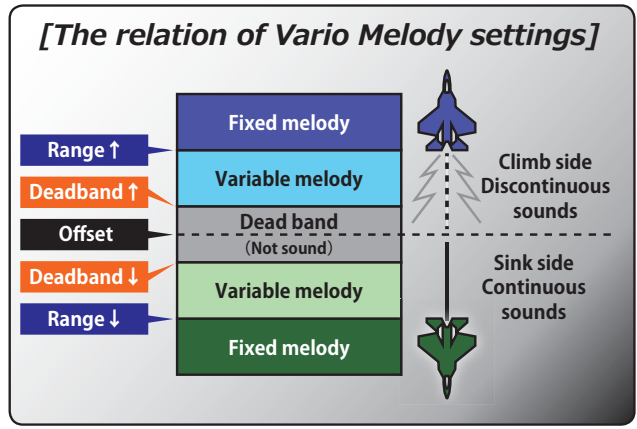 [The relation of Vario Melody settings]
Fixed melody
Range ↑
Variable melody
Deadband ↑
Dead band
(Not sound)
Offset
Deadband ↓
Variable melody
Range ↓
Fixed melody
Climb side
Discontinuous
sounds
Sink side
Continuous
sounds